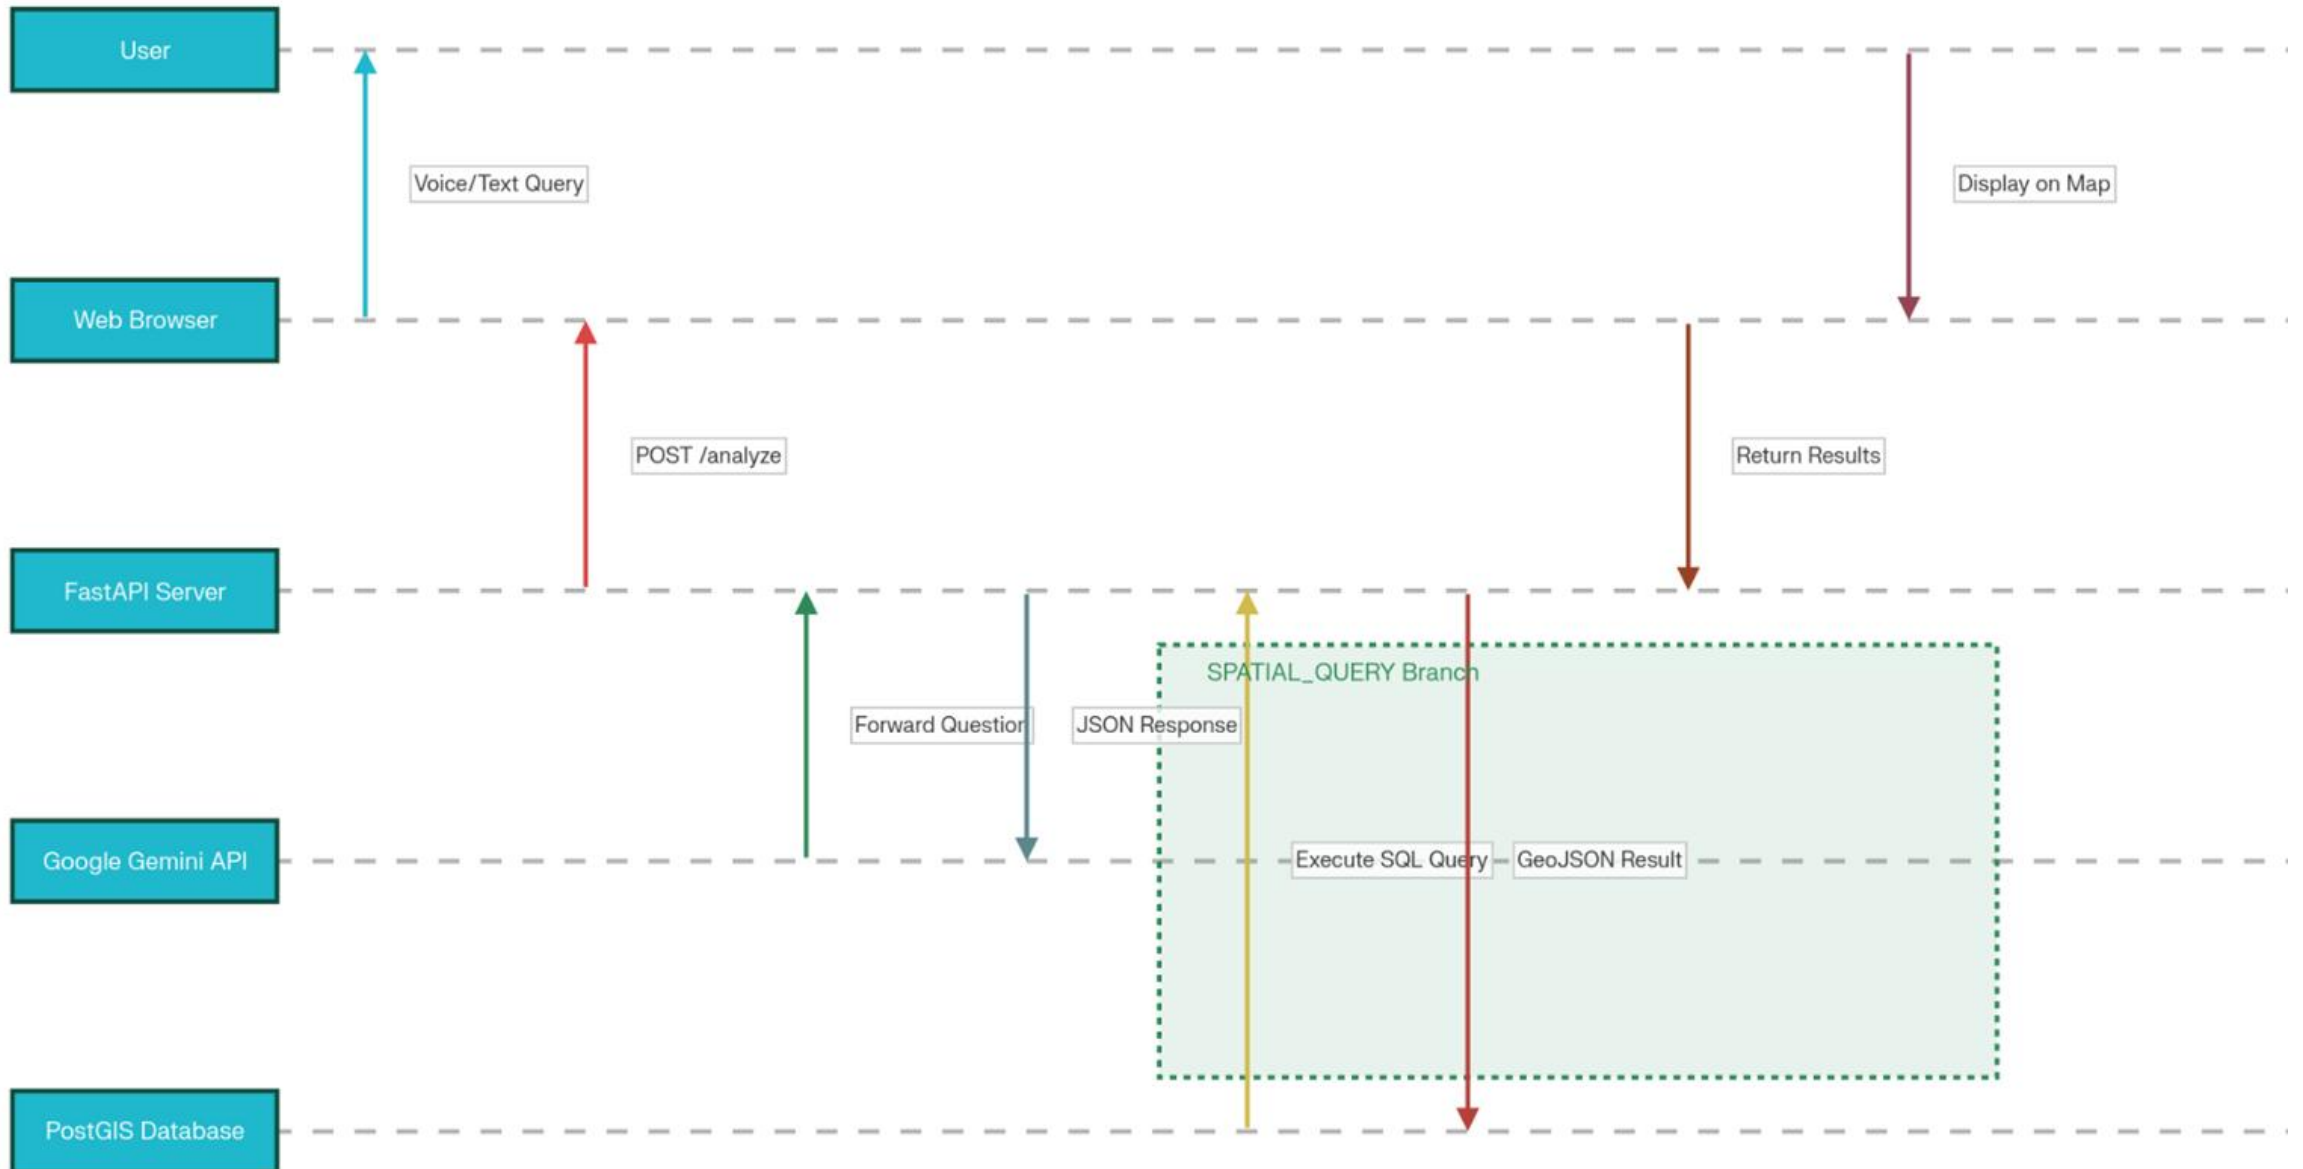 User
Voice/Text Query
Display on Map
Web Browser
POST /analyze
Return Results
FastAPI Server
SPATIAL_QUERY Branch
Forward Question
JSON Response
Google Gemini API
Execute SQL Query
GeoJSON Result
PostGIS Database